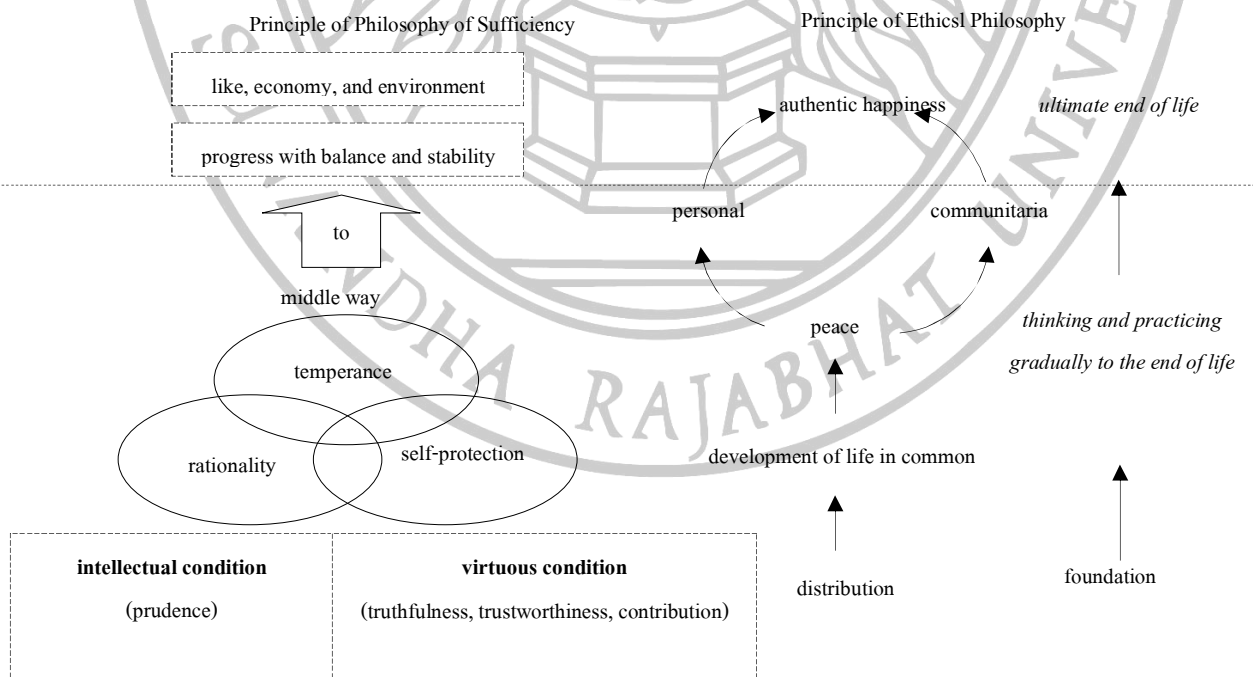 Principle of Philosophy of Sufficiency
Principle of Ethicsl Philosophy
like, economy, and environment
progress with balance and stability
authentic happiness
ultimate end of life
to
personal
communitaria
middle way
temperance
rationality
self-protection
peace
thinking and practicing
gradually to the end of life
development of life in common
intellectual condition
(prudence)
virtuous condition
(truthfulness, trustworthiness, contribution)
distribution
foundation
NDHA RAJABHAT UNIVE